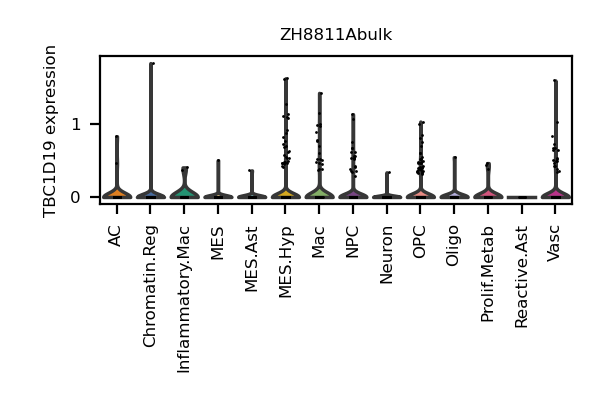 ZH8811Abulk
TBC1D19 expression
1
0
AC
Chromatin.Reg
Inflammatory.Mac
MES
MES.Ast
MES.Hyp
Mac
NPC
Neuron
OPC
Oligo
Prolif.Metab
Reactive.Ast
Vasc